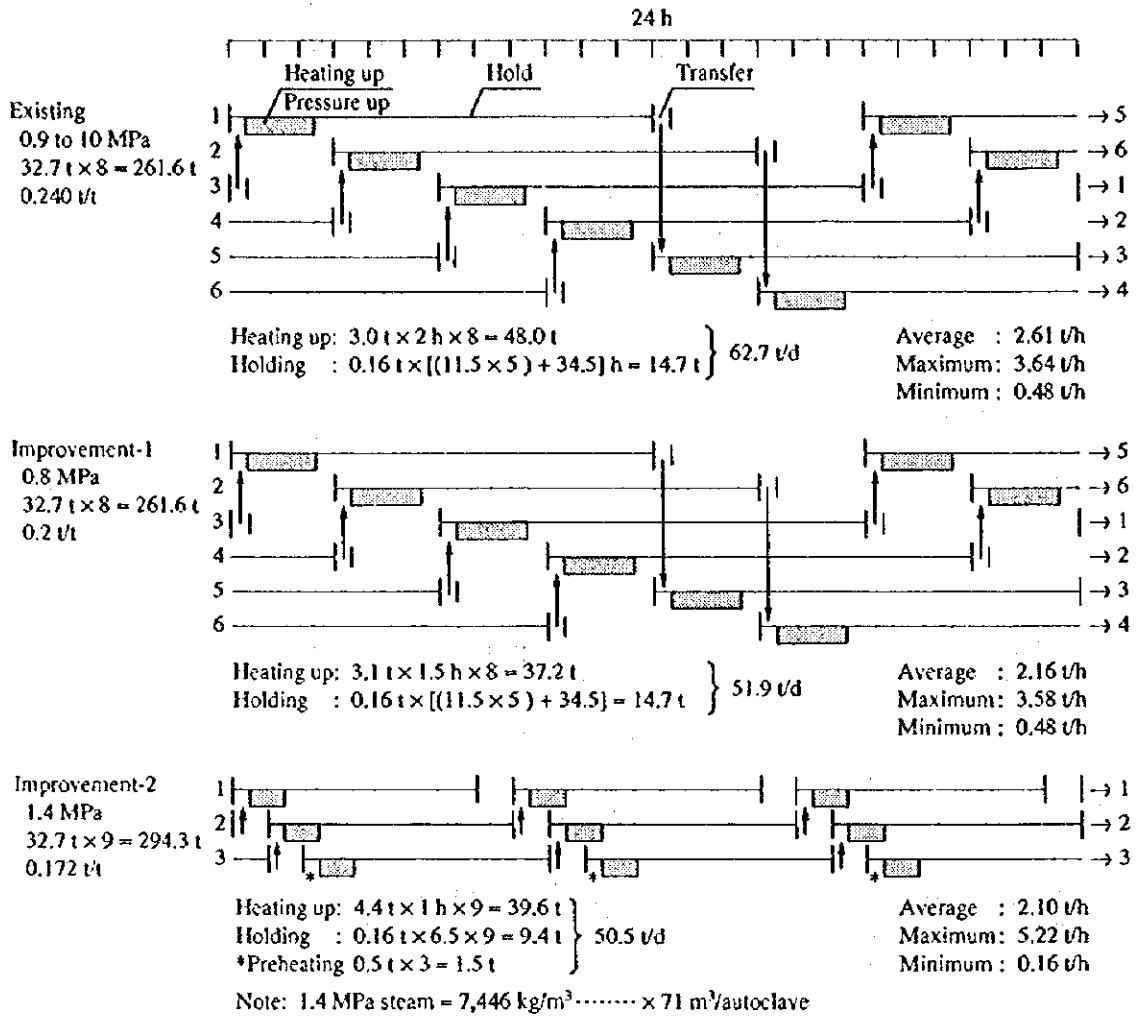 24 h
Heating up
Pressure up
Hold
Transfer
Existing
0.9 to 10 MPa
32.7 t × 8 = 261.6 t
0.240 t/t
1
2
3
4
5
6
→ 5
→ 6
→ 1
→ 2
→ 3
→ 4
Heating up: 3.0 t × 2 h × 8 = 48.0 t
Holding : 0.16 t × [(11.5 × 5 ) + 34.5] h = 14.7 t
62.7 t/d
Average : 2.61 t/h
Maximum : 3.64 t/h
Minimum : 0.48 t/h
Improvement-1
0.8 MPa
32.7 t × 8 = 261.6 t
0.2 t/t
1
2
3
4
5
6
→ 5
→ 6
→ 1
→ 2
→ 3
→ 4
Heating up: 3.1 t × 1.5 h × 8 = 37.2 t
Holding : 0.16 t × [(11.5 × 5 ) + 34.5] = 14.7 t
51.9 t/d
Average : 2.16 t/h
Maximum : 3.58 t/h
Minimum : 0.48 t/h
Improvement-2
1.4 MPa
32.7 t × 9 = 294.3 t
0.172 t/t
1
2
3
* * *
→ 1
→ 2
→ 3
Heating up: 4.4 t × 1 h × 9 = 39.6 t
Holding : 0.16 t × 6.5 × 9 = 9.4 t
*Preheating 0.5 t × 3 = 1.5 t
50.5 t/d
Average : 2.10 t/h
Maximum : 5.22 t/h
Minimum : 0.16 t/h
Note: 1.4 MPa steam = 7,446 kg/m³ ········ × 71 m³/autoclave